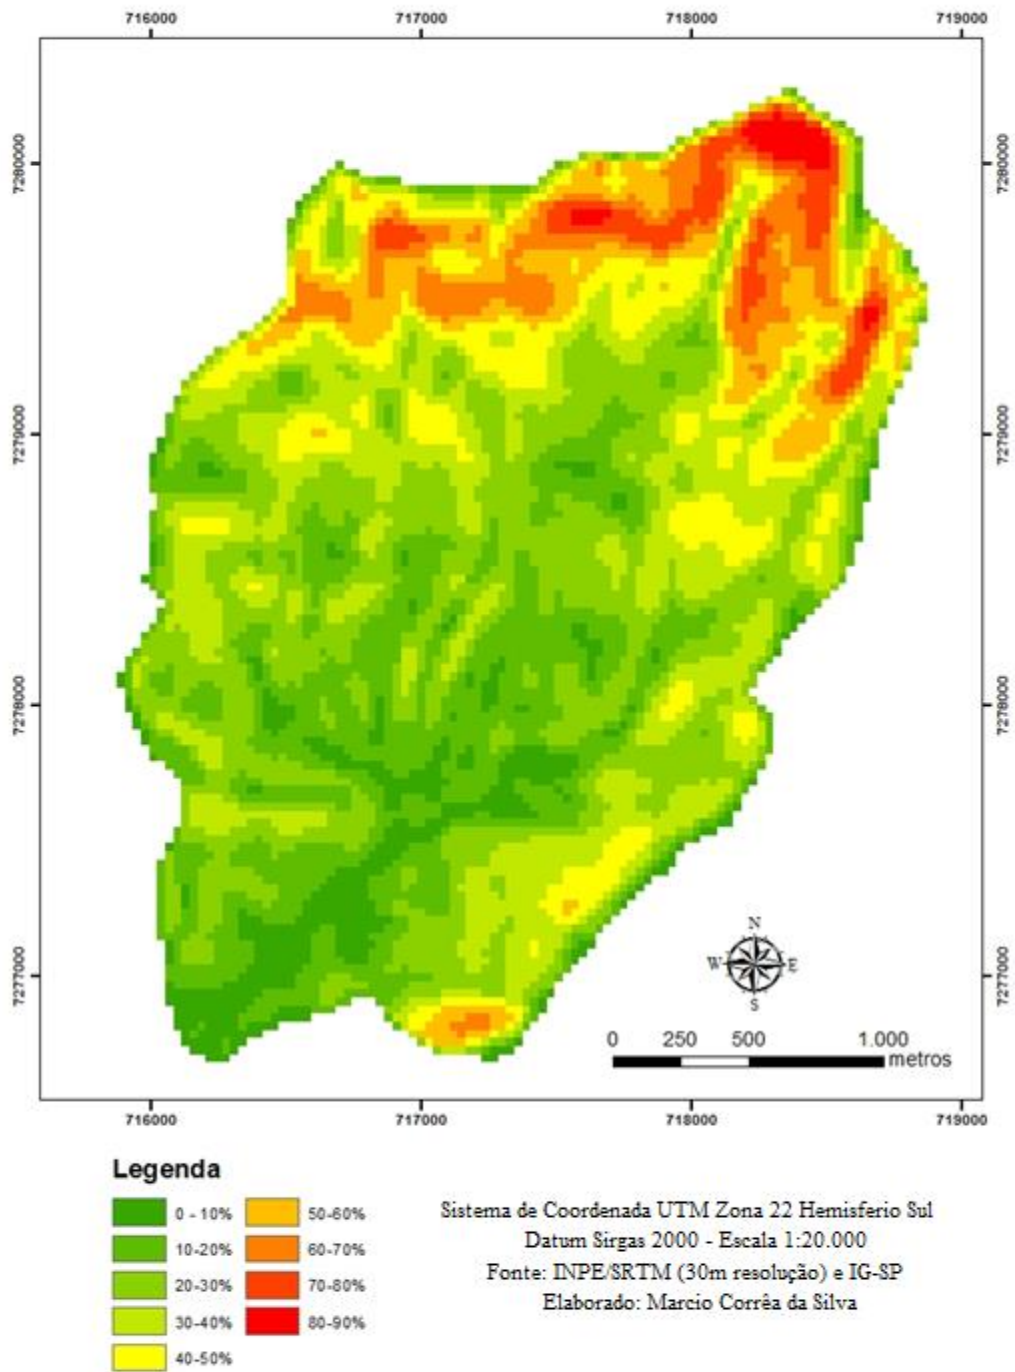 716000 717000 718000 719000
7280000 7280000
7279000 7279000
7278000 7278000
7277000 7277000
N
W E
S
0 250 500 1.000
metros
716000 717000 718000 719000
Legenda
0 - 10% 50-60%
10-20% 60-70%
20-30% 70-80%
30-40% 80-90%
40-50%
Sistema de Coordenada UTM Zona 22 Hemisferio Sul
Datum Sirgas 2000 - Escala 1:20.000
Fonte: INPE/SRTM (30m resolução) e IG-SP
Elaborado: Marcio Corrêa da Silva